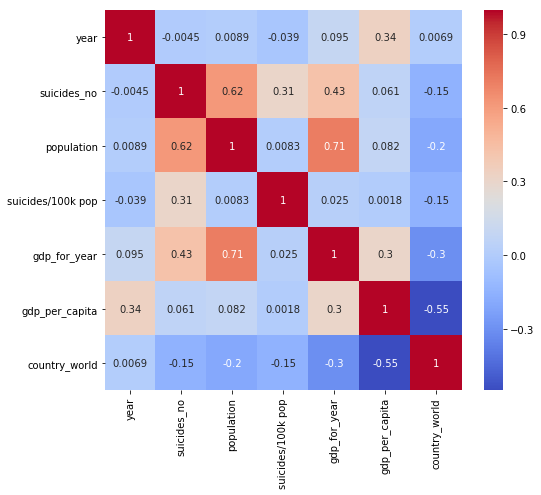 year 1 -0.0045 0.0089 -0.039 0.095 0.34 0.0069
suicides_no -0.0045 1 0.62 0.31 0.43 0.061 -0.15
population 0.0089 0.62 1 0.0083 0.71 0.082 -0.2
suicides/100k pop -0.039 0.31 0.0083 1 0.025 0.0018 -0.15
gdp_for_year 0.095 0.43 0.71 0.025 1 0.3 -0.3
gdp_per_capita 0.34 0.061 0.082 0.0018 0.3 1 -0.55
country_world 0.0069 -0.15 -0.2 -0.15 -0.3 -0.55 1
year suicides_no population suicides/100k pop gdp_for_year gdp_per_capita country_world
0.9
0.6
0.3
0.0
−0.3